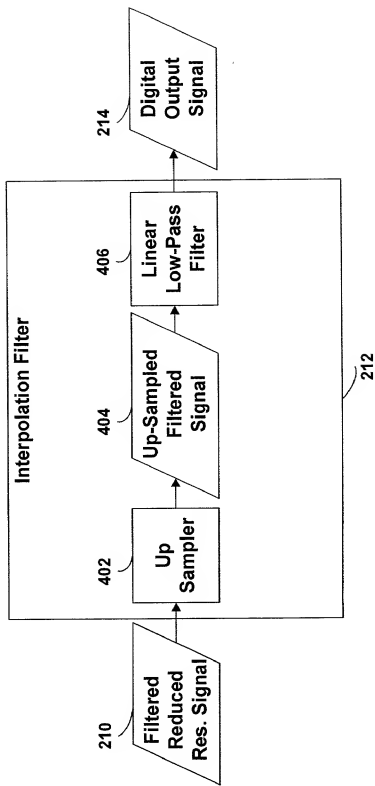 Interpolation Filter
210
Filtered
Reduced
Res. Signal
402
Up
Sampler
404
Up-Sampled
Filtered
Signal
406
Linear
Low-Pass
Filter
214
Digital
Output
Signal
212